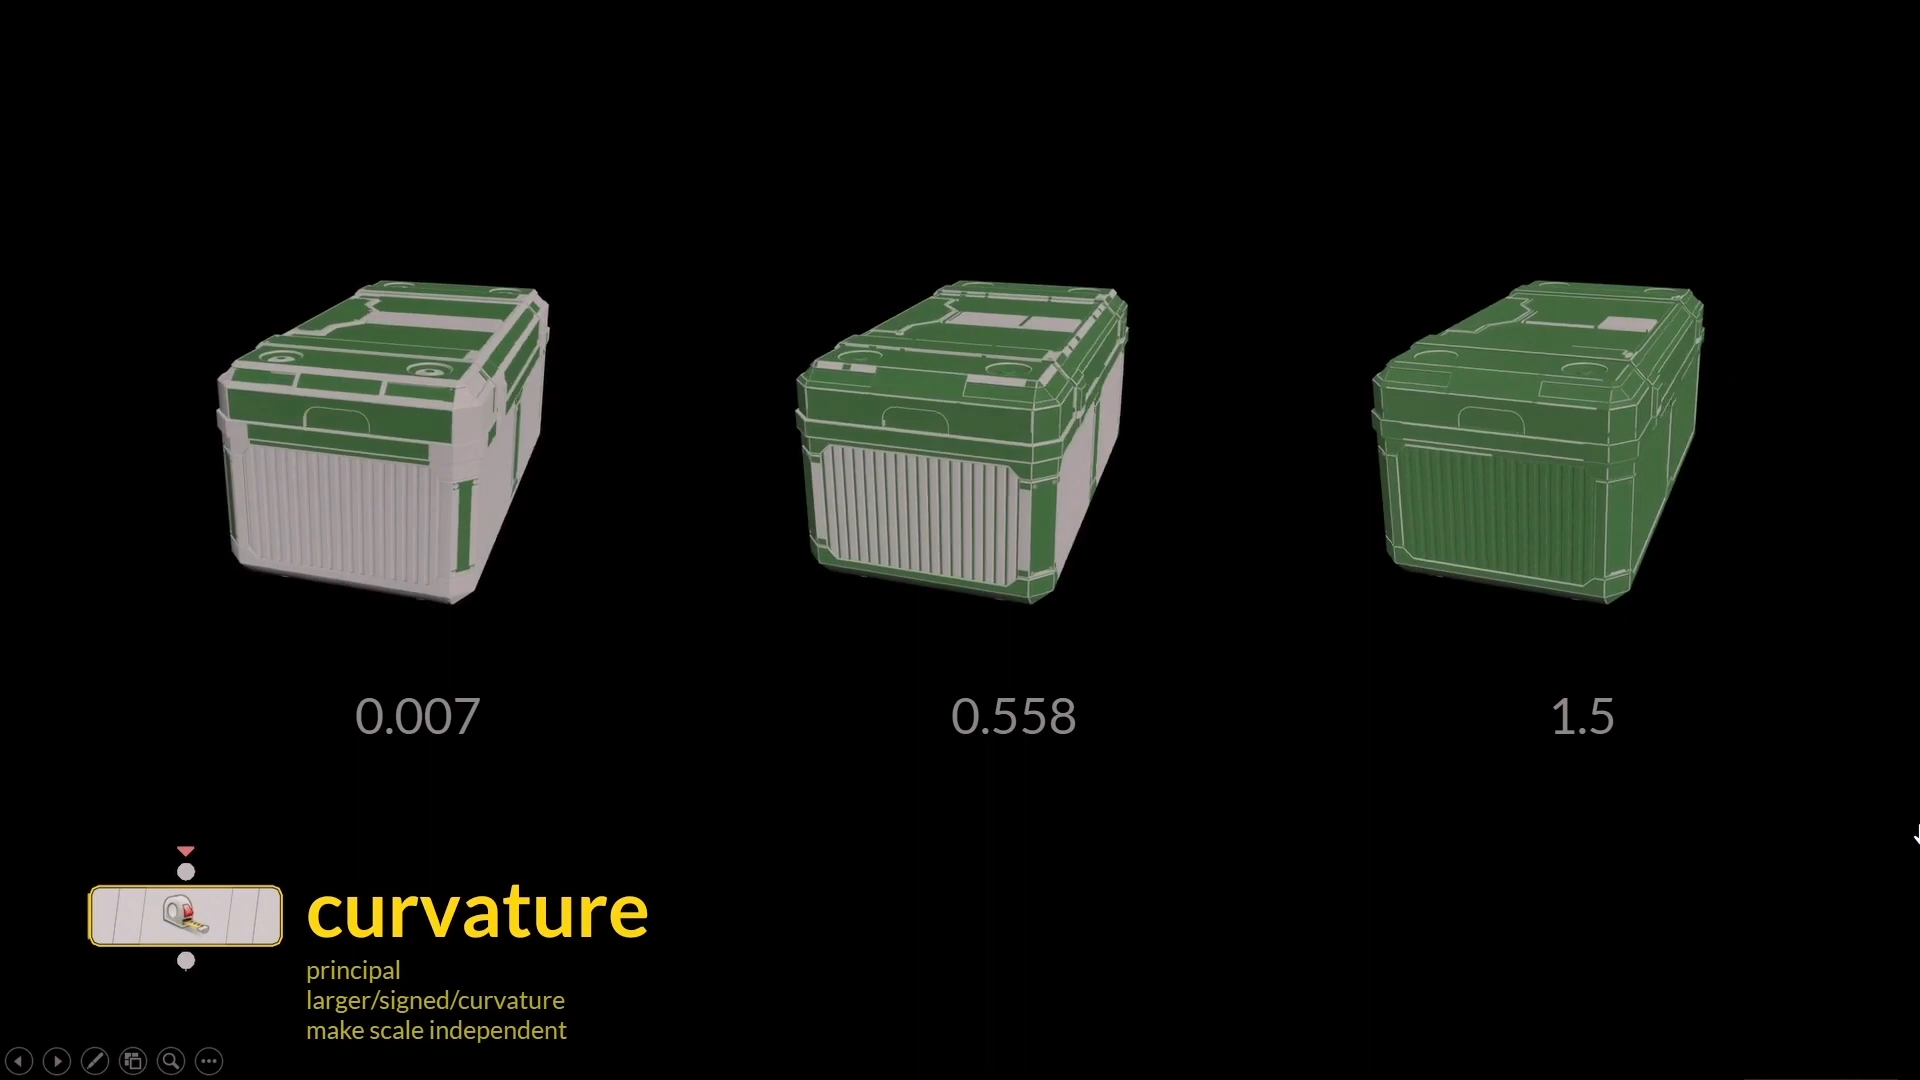 0.007
0.558
1.5
curvature
principal
larger/signed/curvature
make scale independent